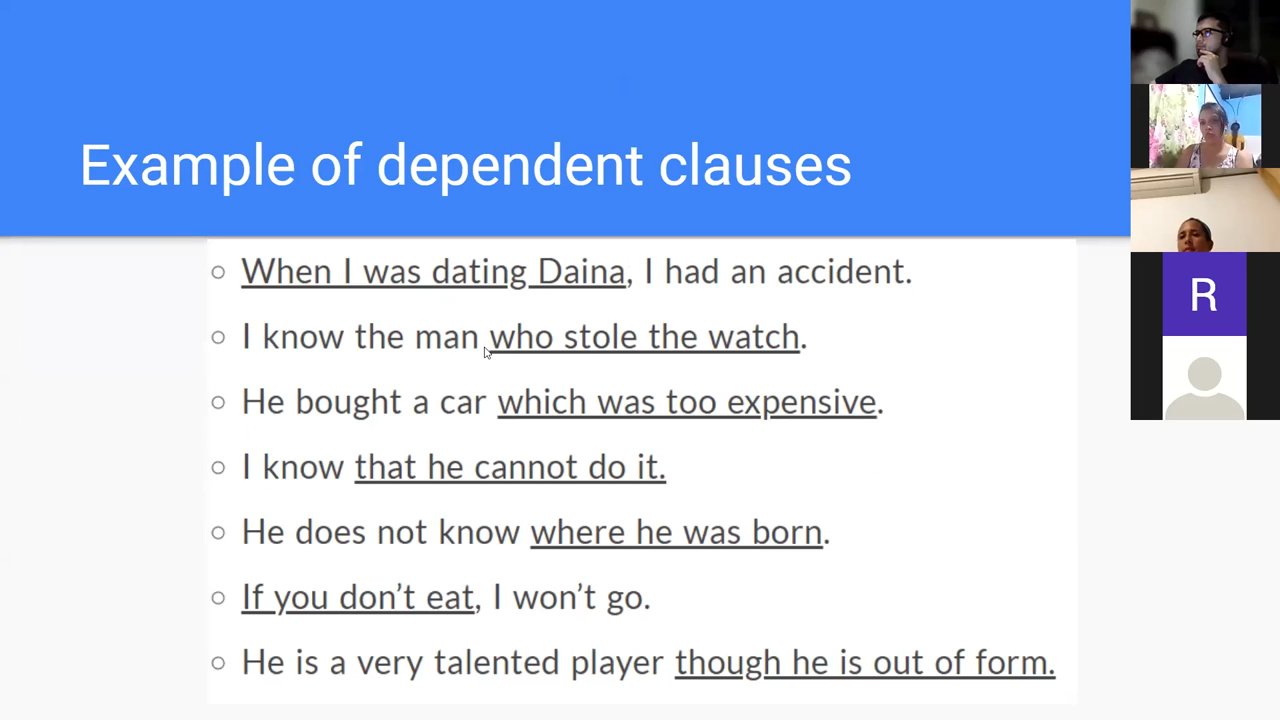 Example of dependent clauses
When I was dating Daina, I had an accident.
I know the man who stole the watch.
He bought a car which was too expensive.
I know that he cannot do it.
He does not know where he was born.
If you don’t eat, I won’t go.
He is a very talented player though he is out of form.
R